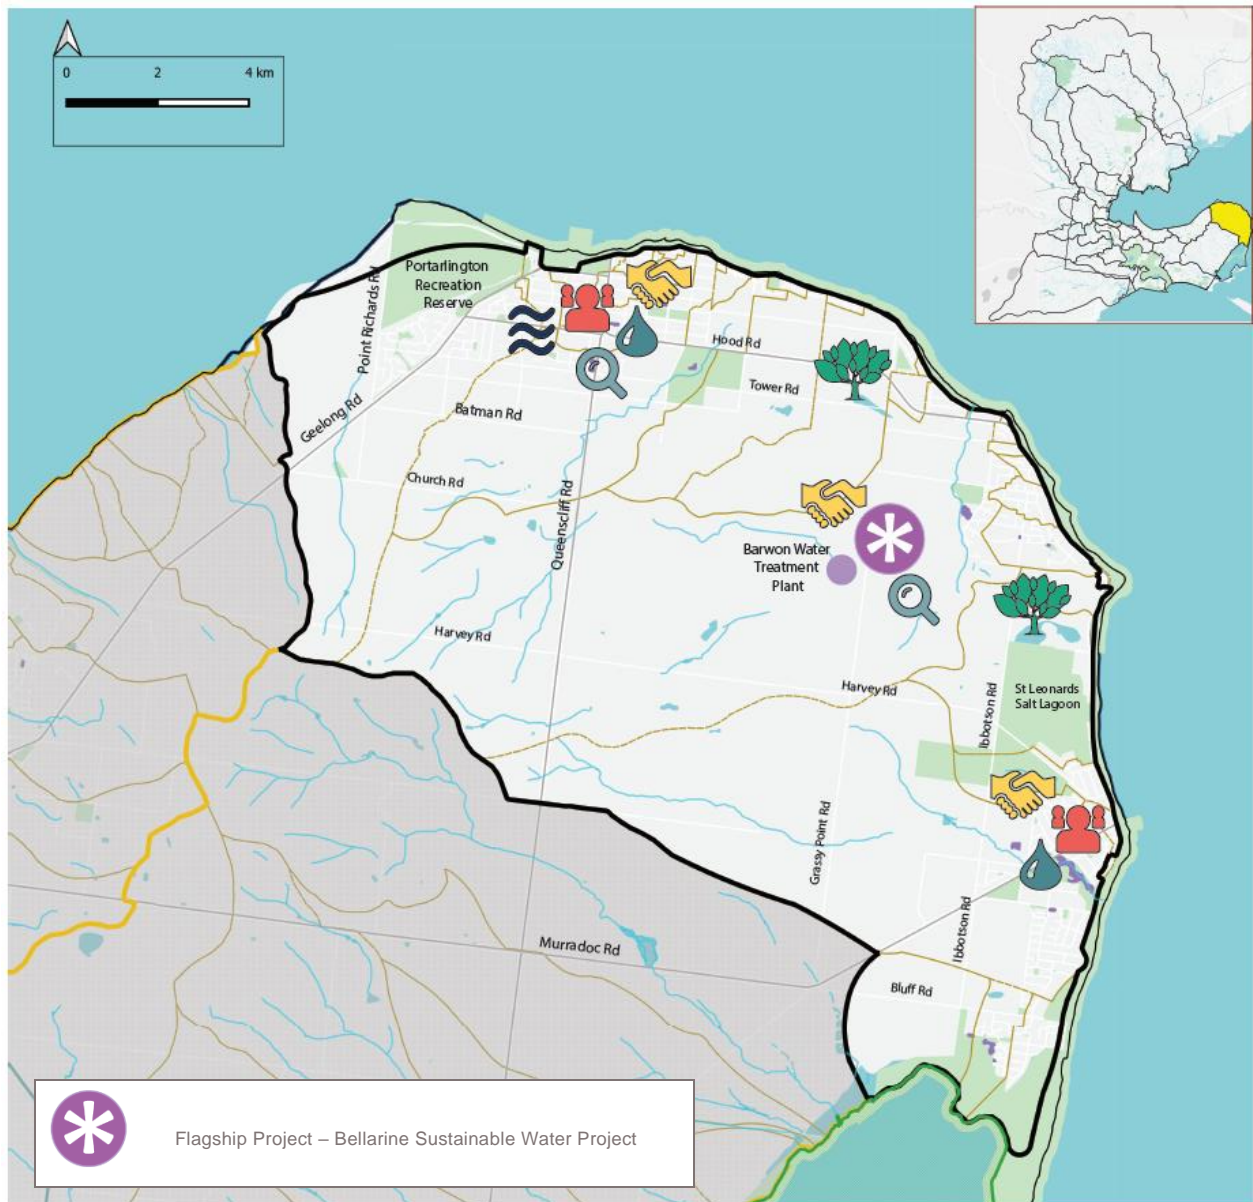 0 2 4 km
Portarlington
Recreation
Reserve
Point Richards Rd
Geelong Rd
Hood Rd
Tower Rd
Batman Rd
Church Rd
Queenscliff Rd
Barwon Water
Treatment
Plant
Harvey Rd
Harvey Rd
Ibbotson Rd
St Leonards
Salt Lagoon
Grassy Point Rd
Ibbotson Rd
Murradoc Rd
Bluff Rd
Flagship Project – Bellarine Sustainable Water Project